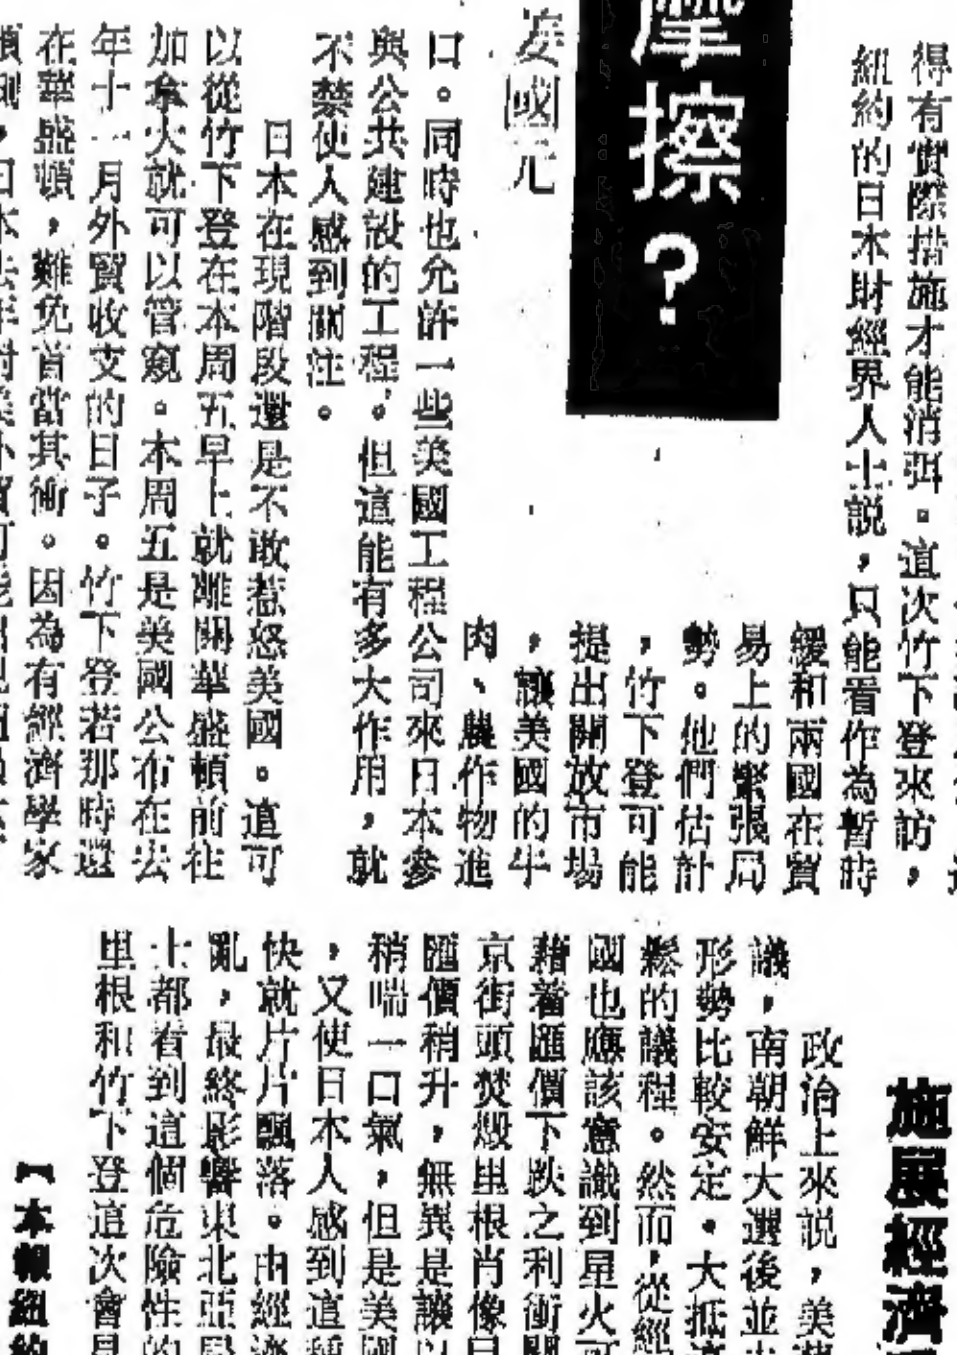 摩擦？
凌國元
得有實際措施才能消弭。這次竹下登來訪，
紐約的日本財經界人士説，只能看作為暫時
緩和兩國在貿
易上的緊張局
勢。他們估計
，竹下登可能
提出開放市場
，讓美國的牛
肉、農作物進
口。同時也允許一些美國工程公司來日本參
與公共建設的工程。但這能有多大作用，就
不禁使人感到關注。
日本在現階段還是不敢惹怒美國。這可
以從竹下登在本周五早上就離開華盛頓前往
加拿大就可以管窺。本周五是美國公布在去
年十一月外貿收支的日子。竹下登若那時還
在華盛頓，難免首當其衝。因為有經濟學家
施展經濟
政治上來説，美
議，南朝鮮大選後並
形勢比較安定。大抵
鬆的議程。然而，從經
國也應該意識到星火可
藉着匯價下跌之利衝
京街頭焚燬里根肖像
匯價稍升，無異是讓
稍喘一口氣，但是美國
，又使日本人感到這
快就片片飄落。由經濟
亂，最終影響東北亞
士都看到這個危險性的
里根和竹下登這次會
【本報紐約